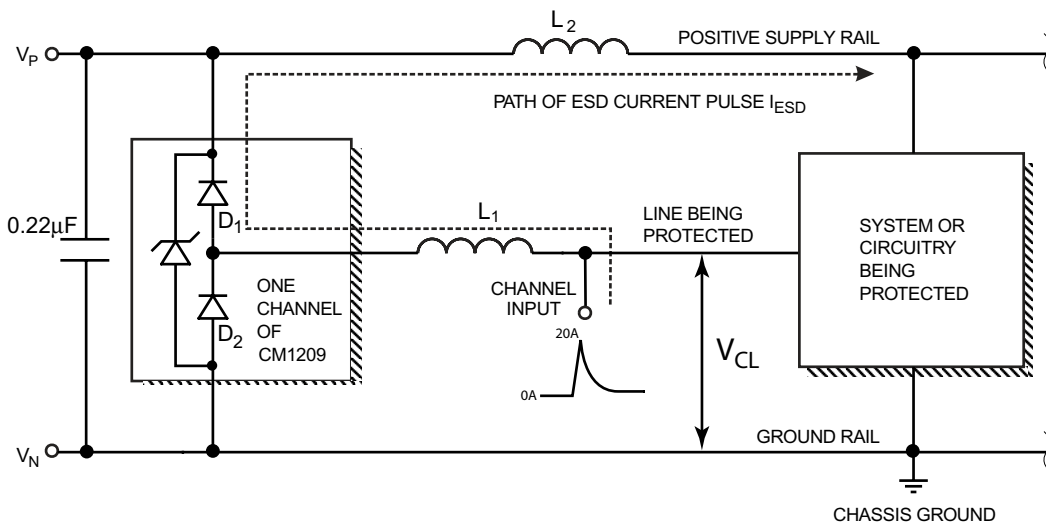 L2
VP
POSITIVE SUPPLY RAIL
PATH OF ESD CURRENT PULSE IESD
D1
L1
0.22µF
LINE BEING
PROTECTED
SYSTEM OR
CIRCUITRY
BEING
PROTECTED
ONE
CHANNEL
OF
CM1209
D2
CHANNEL
INPUT
20A
0A
VCL
VN
GROUND RAIL
CHASSIS GROUND